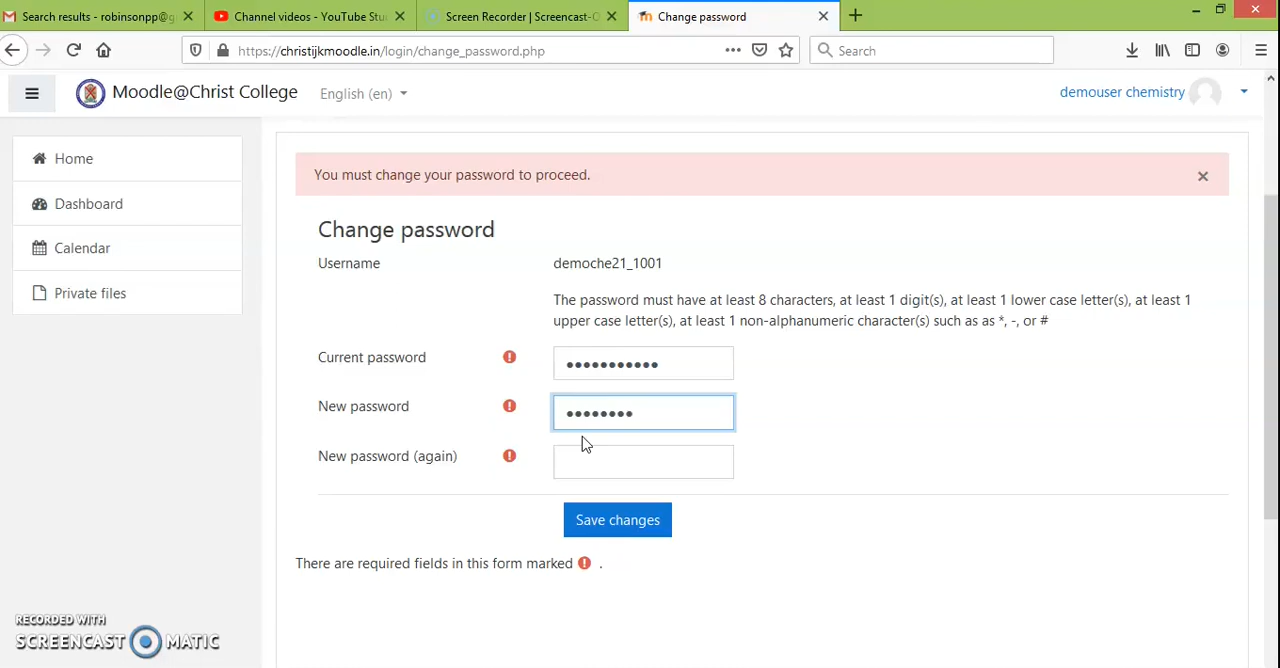 Search results - robinsonpp@g
Channel videos - YouTube Stu
Screen Recorder | Screencast-O
Change password
https://christijkmoodle.in/login/change_password.php
Search
Moodle@Christ College
English (en)
demouser chemistry
Home
Dashboard
Calendar
Private files
You must change your password to proceed.
Change password
Username
demoche21_1001
The password must have at least 8 characters, at least 1 digit(s), at least 1 lower case letter(s), at least 1
upper case letter(s), at least 1 non-alphanumeric character(s) such as as *, -, or #
Current password
New password
New password (again)
Save changes
There are required fields in this form marked .
RECORDED WITH
SCREENCAST MATIC